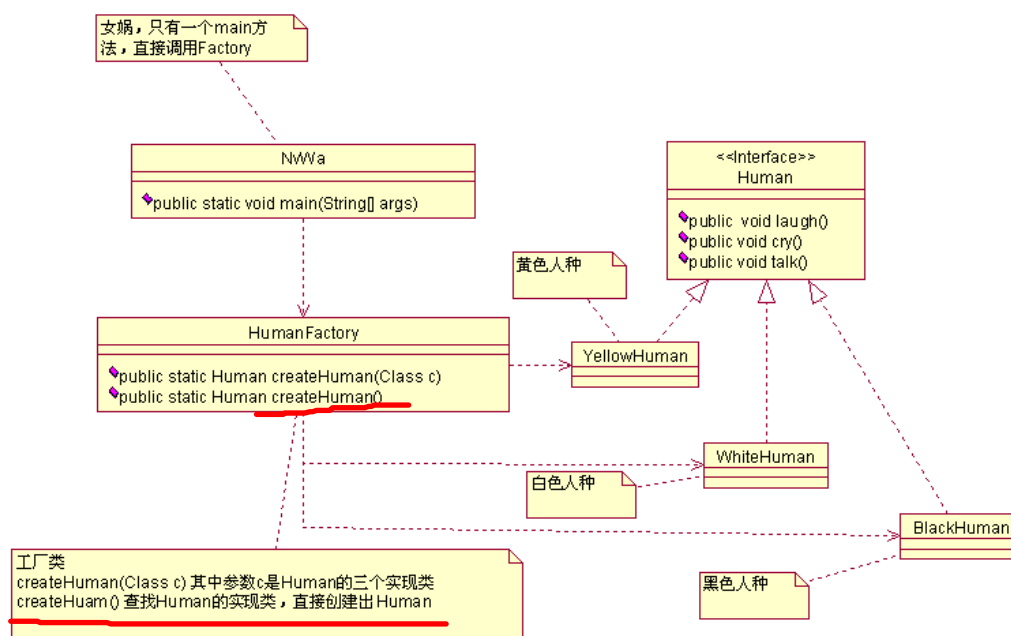 女娲，只有一个main方
法，直接调用Factory
NvWa
public static void main(String[] args)
<<Interface>>
Human
public  void laugh()
public void cry()
public void talk()
黄色人种
HumanFactory
public static Human createHuman(Class c)
public static Human createHuman()
YellowHuman
WhiteHuman
白色人种
BlackHuman
工厂类
createHuman(Class c) 其中参数c是Human的三个实现类
createHuam() 查找Human的实现类，直接创建出Human
黑色人种